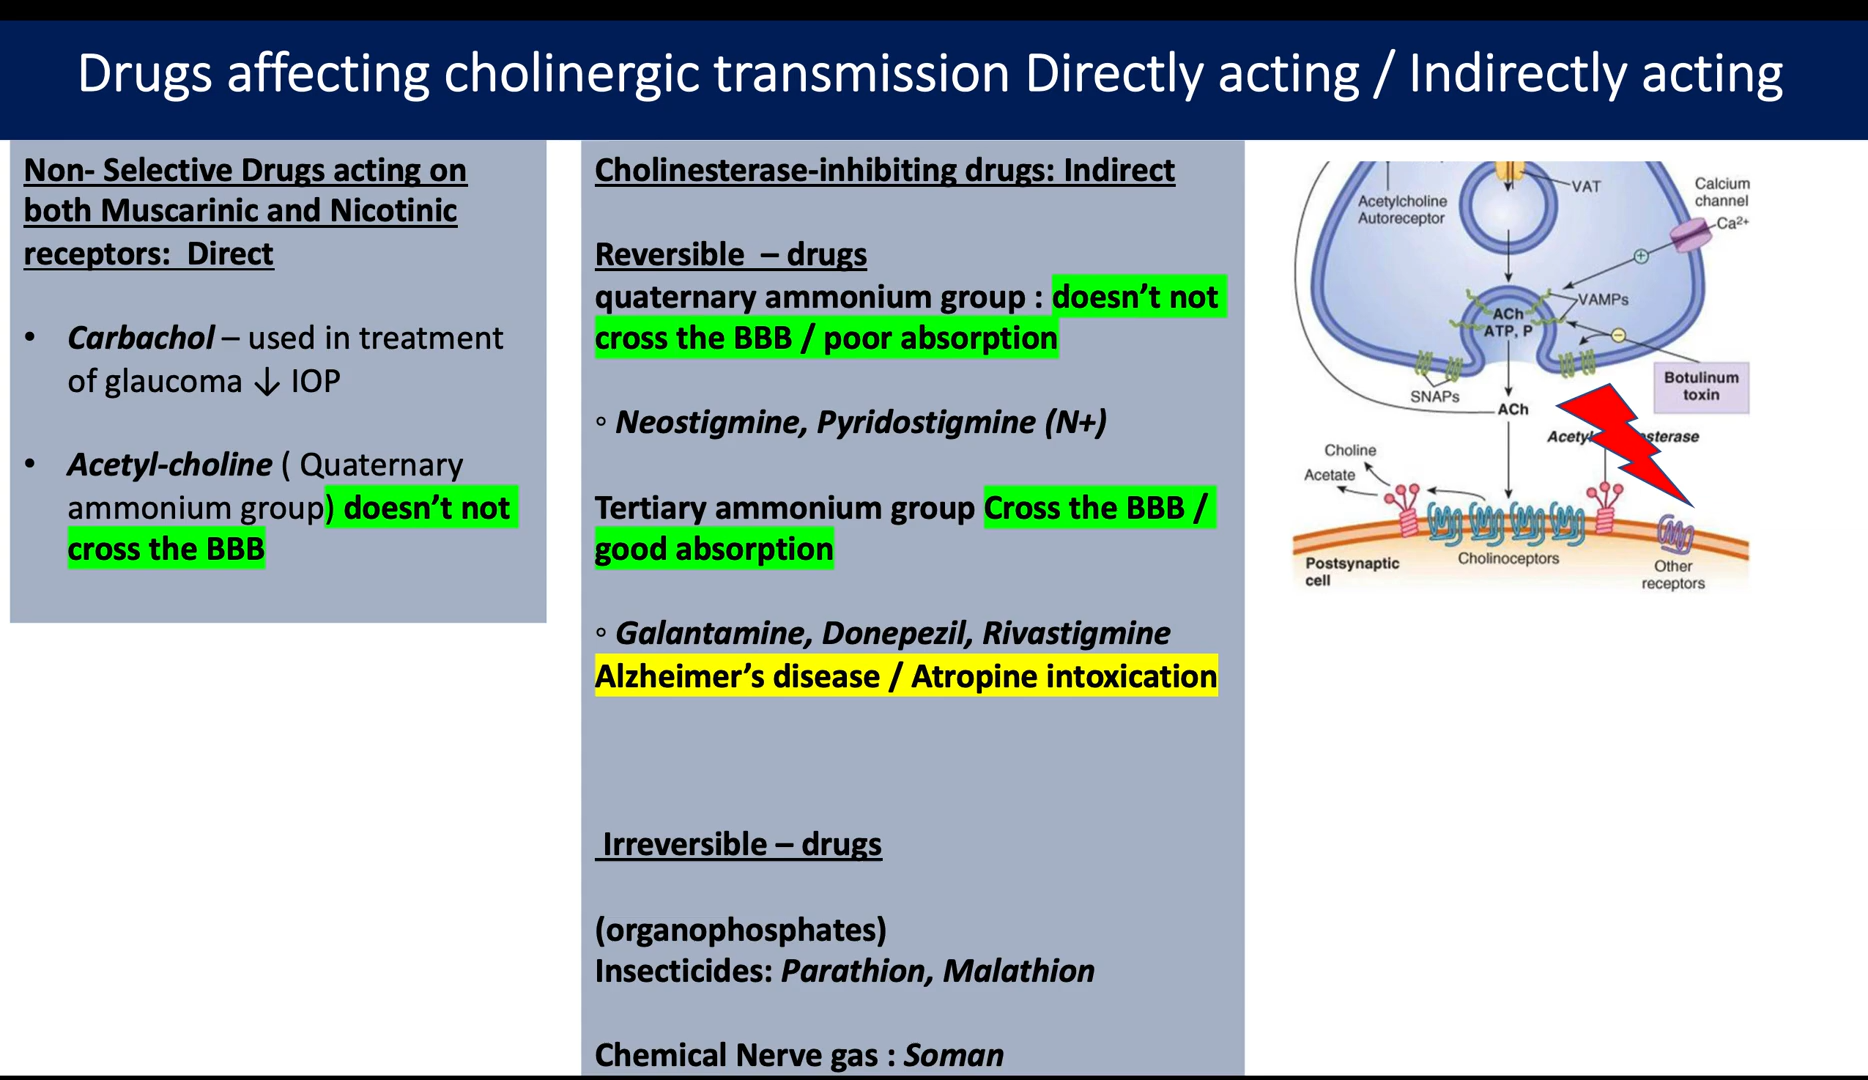 Drugs affecting cholinergic transmission Directly acting / Indirectly acting
Non- Selective Drugs acting on
both Muscarinic and Nicotinic
receptors:  Direct
• Carbachol – used in treatment
of glaucoma ↓ IOP
• Acetyl-choline ( Quaternary
ammonium group) doesn’t not
cross the BBB
Cholinesterase-inhibiting drugs: Indirect
Reversible  – drugs
quaternary ammonium group : doesn’t not
cross the BBB / poor absorption
◦ Neostigmine, Pyridostigmine (N+)
Tertiary ammonium group Cross the BBB /
good absorption
◦ Galantamine, Donepezil, Rivastigmine
Alzheimer’s disease / Atropine intoxication
Irreversible – drugs
(organophosphates)
Insecticides: Parathion, Malathion
Chemical Nerve gas : Soman
VAT
Calcium
channel
Ca²⁺
Acetylcholine
Autoreceptor
+
VAMPs
ACh
ATP, P
−
SNAPs
Botulinum
toxin
ACh
Choline
Acetate
Cholinoceptors
Postsynaptic
cell
Other
receptors